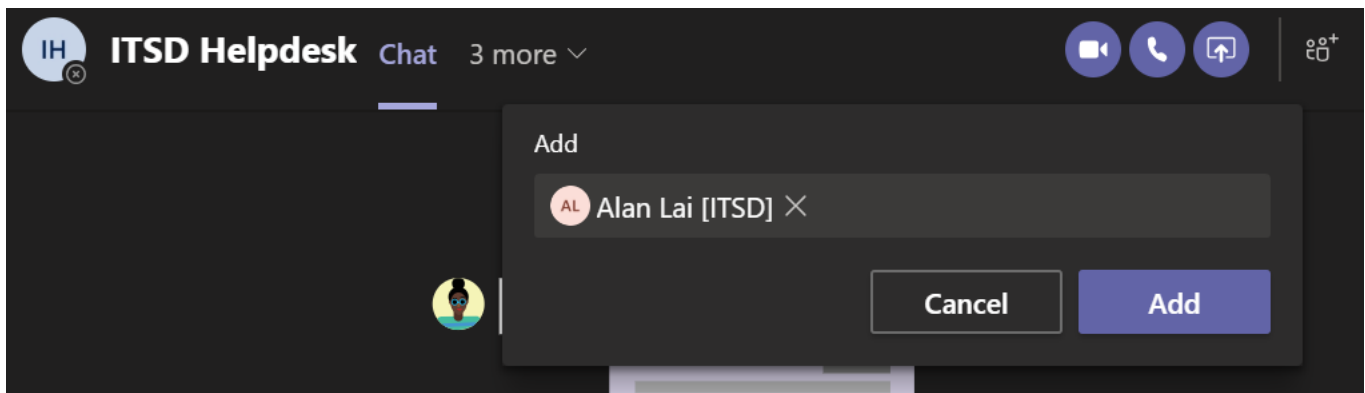 IH ITSD Helpdesk Chat 3 more
Add
AL Alan Lai [ITSD]
Cancel Add